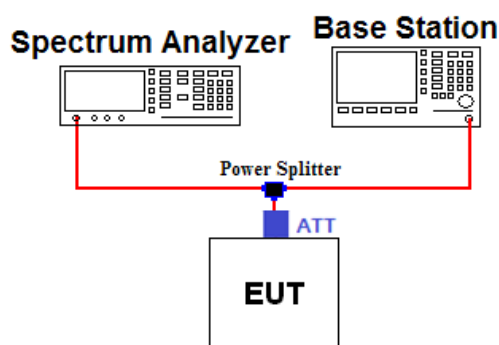 Spectrum Analyzer
Base Station
Power Splitter
ATT
EUT